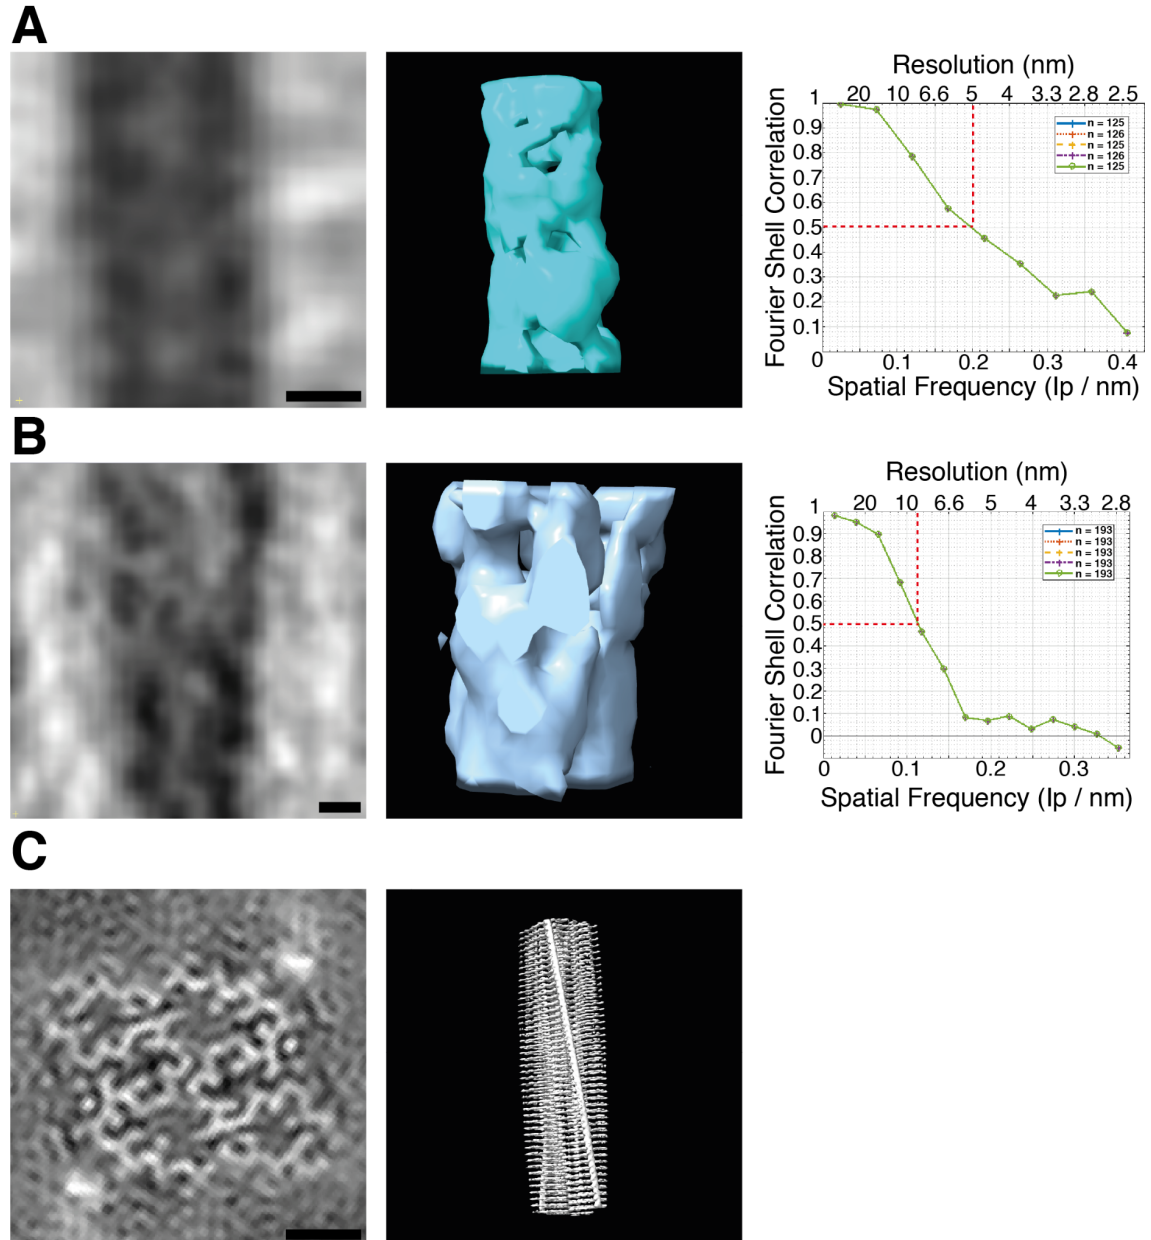 A
Resolution (nm)
20 10 6.6 5 4 3.3 2.8 2.5
Fourier Shell Correlation
1
0.9
0.8
0.7
0.6
0.5
0.4
0.3
0.2
0.1
0
n = 125
n = 126
n = 125
n = 126
n = 125
0.1 0.2 0.3 0.4
Spatial Frequency (lp / nm)
B
Resolution (nm)
20 10 6.6 5 4 3.3 2.8
Fourier Shell Correlation
1
0.9
0.8
0.7
0.6
0.5
0.4
0.3
0.2
0.1
0
n = 193
n = 193
n = 193
n = 193
n = 193
0 0.1 0.2 0.3
Spatial Frequency (lp / nm)
C